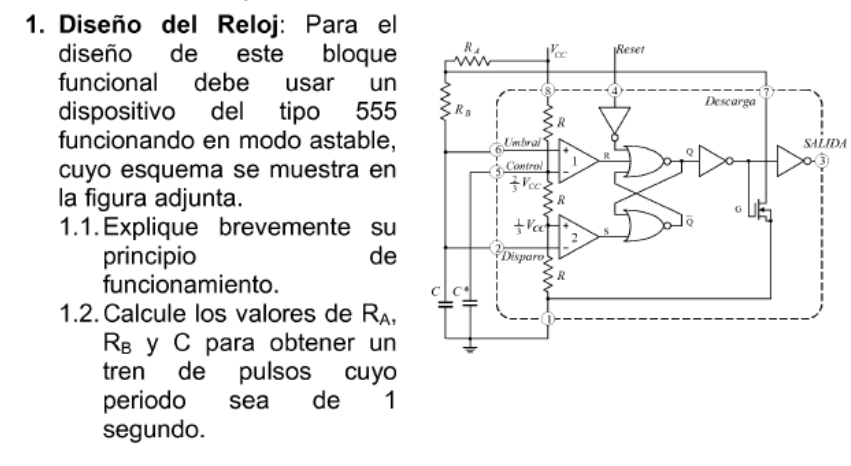 1. Diseño del Reloj: Para el
diseño de este bloque
funcional debe usar un
dispositivo del tipo 555
funcionando en modo astable,
cuyo esquema se muestra en
la figura adjunta.
1.1. Explique brevemente su
principio de
funcionamiento.
1.2. Calcule los valores de RA,
RB y C para obtener un
tren de pulsos cuyo
periodo sea de 1
segundo.
RA
VCC
Reset
8
4
7
Descarga
RB
R
6
Umbral
+
1
-
R
Q
SALIDA
3
5
Control
2/3 VCC
R
G
1/3 VCC
+
2
-
S
Q̅
2
Disparo
R
C
C*
1